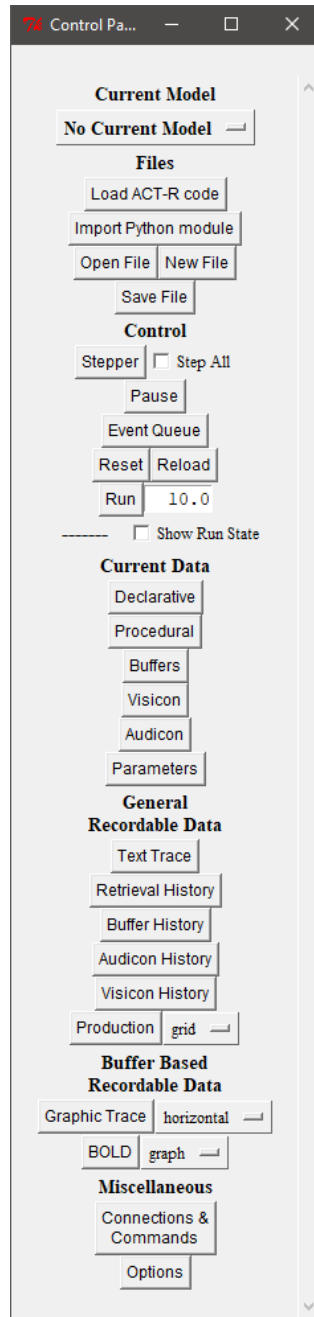 Control Pa...
Current Model
No Current Model
Files
Load ACT-R code
Import Python module
Open File New File
Save File
Control
Stepper Step All
Pause
Event Queue
Reset Reload
Run 10.0
------- Show Run State
Current Data
Declarative
Procedural
Buffers
Visicon
Audicon
Parameters
General
Recordable Data
Text Trace
Retrieval History
Buffer History
Audicon History
Visicon History
Production grid
Buffer Based
Recordable Data
Graphic Trace horizontal
BOLD graph
Miscellaneous
Connections &
Commands
Options